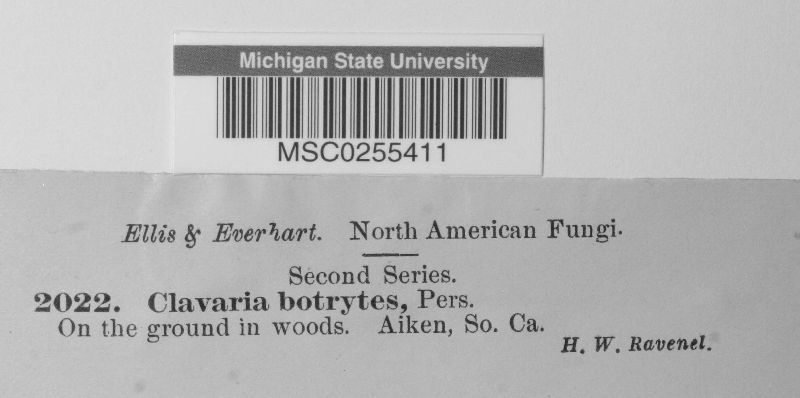 Michigan State University
MSC0255411
Ellis & Everhart. North American Fungi.
Second Series.
2022. Clavaria botrytes, Pers.
On the ground in woods. Aiken, So. Ca.
H. W. Ravenel.